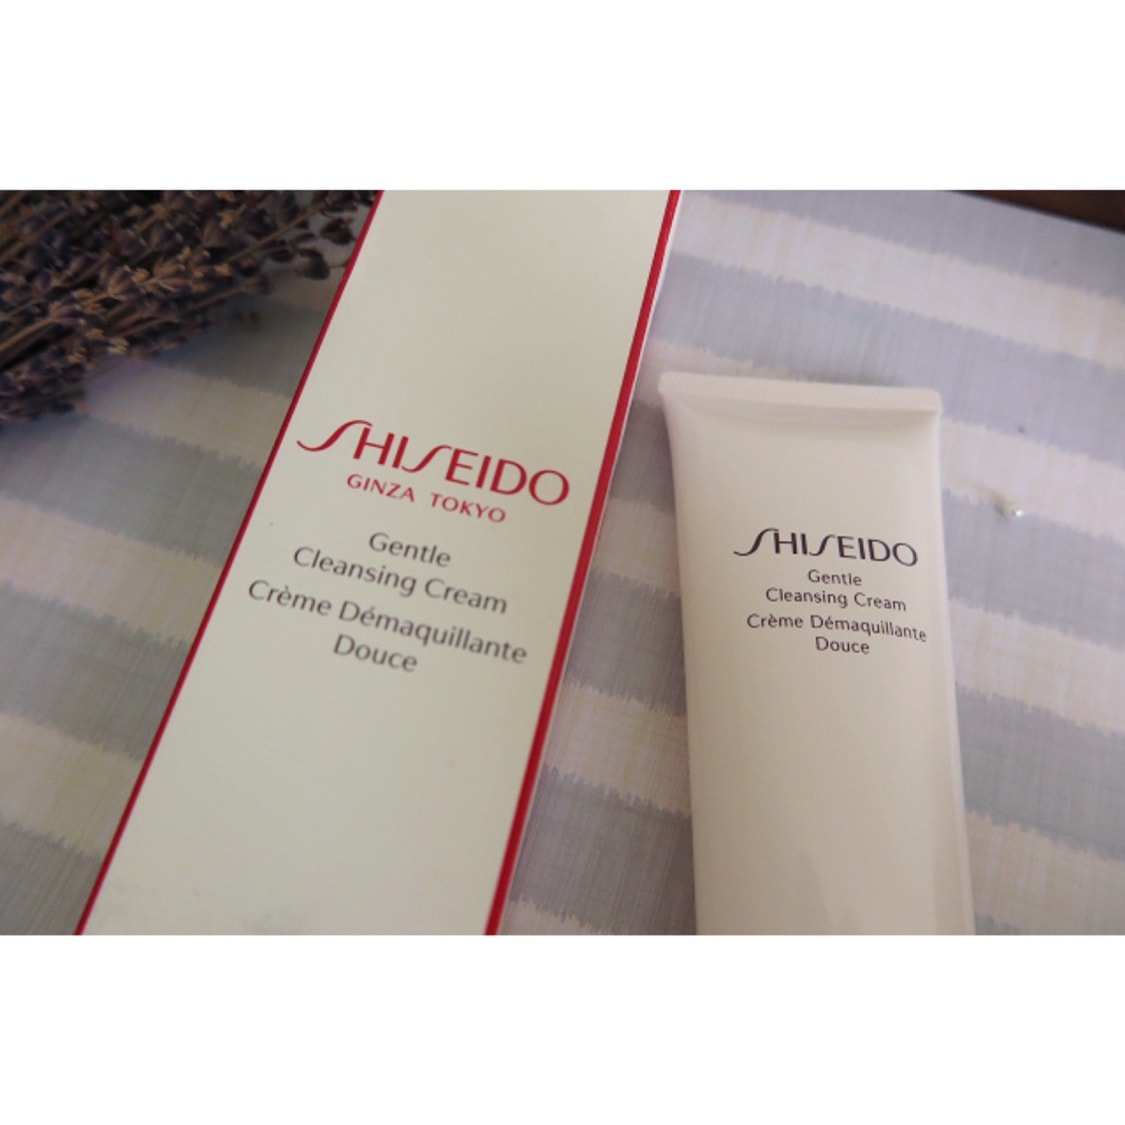 SHISEIDO
GINZA TOKYO
Gentle
Cleansing Cream
Crème Démaquillante
Douce
SHISEIDO
Gentle
Cleansing Cream
Crème Démaquillante
Douce